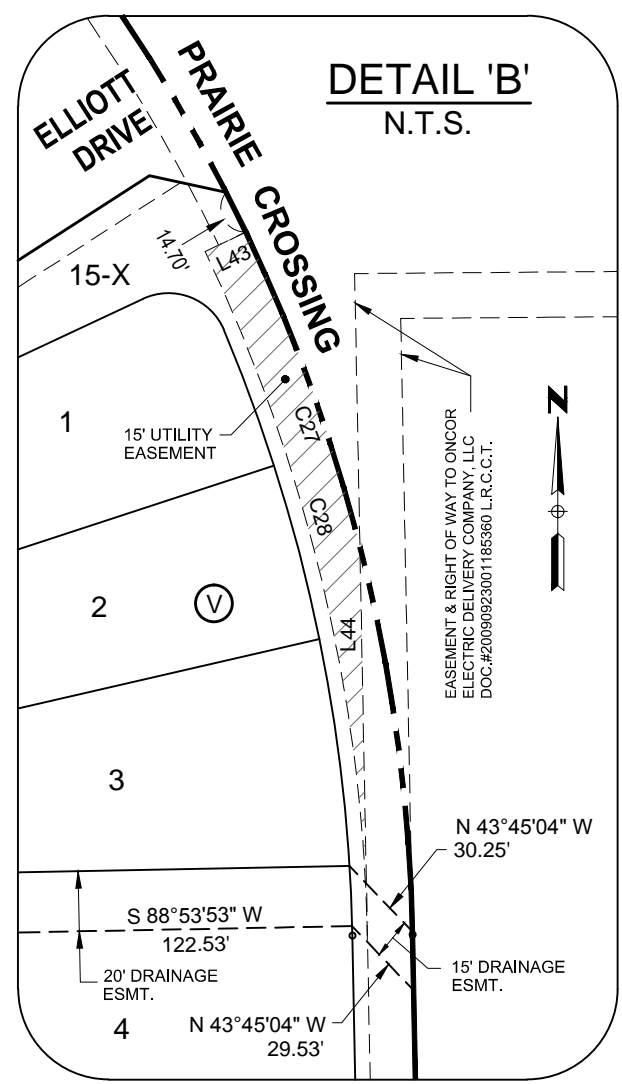 DETAIL 'B'
N.T.S.
ELLIOTT
DRIVE
PRAIRIE CROSSING
14.70'
L43
15-X
1
15' UTILITY
EASEMENT
C27
C28
EASEMENT & RIGHT OF WAY TO ONCOR
ELECTRIC DELIVERY COMPANY, LLC
DOC.#20090923001185360 L.R.C.C.T.
N
2
V
L44
3
N 43°45'04" W
30.25'
S 88°53'53" W
122.53'
20' DRAINAGE
ESMT.
15' DRAINAGE
ESMT.
4
N 43°45'04" W
29.53'